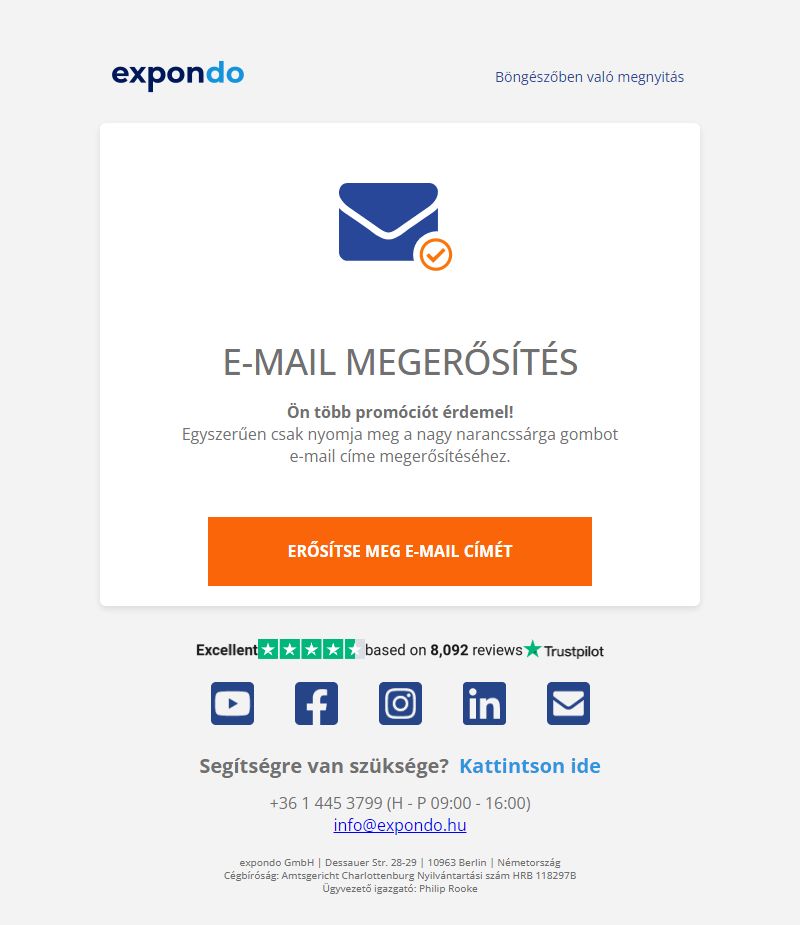 expondo
Böngészőben való megnyitás
E-MAIL MEGERŐSÍTÉS
Ön több promóciót érdemel!
Egyszerűen csak nyomja meg a nagy narancssárga gombot
e-mail címe megerősítéséhez.
ERŐSÍTSE MEG E-MAIL CÍMÉT
Excellent based on 8,092 reviews Trustpilot
Segítségre van szüksége? Kattintson ide
+36 1 445 3799 (H - P 09:00 - 16:00)
info@expondo.hu
expondo GmbH | Dessauer Str. 28-29 | 10963 Berlin | Németország
Cégbíróság: Amtsgericht Charlottenburg Nyilvántartási szám HRB 118297B
Ügyvezető igazgató: Philip Rooke